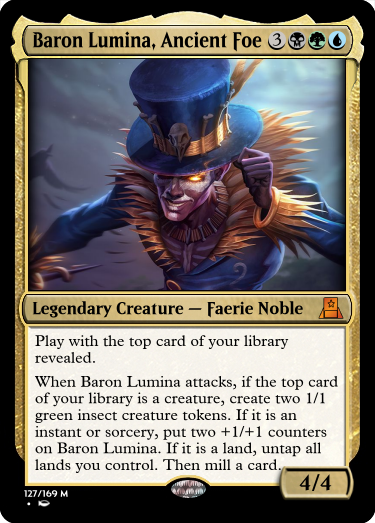 Baron Lumina, Ancient Foe 3
Legendary Creature — Faerie Noble
Play with the top card of your library
revealed.
When Baron Lumina attacks, if the top card
of your library is a creature, create two 1/1
green insect creature tokens. If it is an
instant or sorcery, put two +1/+1 counters
on Baron Lumina. If it is a land, untap all
lands you control. Then mill a card.
4/4
127/169 M